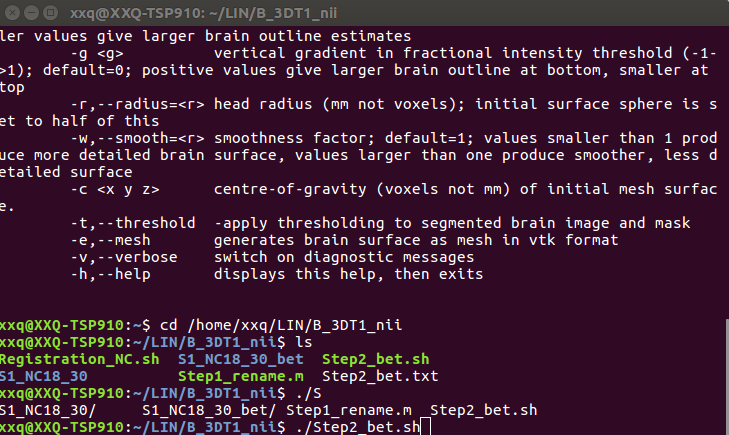 xxq@XXQ-TSP910: ~/LIN/B_3DT1_nii
ler values give larger brain outline estimates
        -g <g>          vertical gradient in fractional intensity threshold (-1-
>1); default=0; positive values give larger brain outline at bottom, smaller at
top
        -r,--radius=<r> head radius (mm not voxels); initial surface sphere is s
et to half of this
        -w,--smooth=<r> smoothness factor; default=1; values smaller than 1 prod
uce more detailed brain surface, values larger than one produce smoother, less d
etailed surface
        -c <x y z>      centre-of-gravity (voxels not mm) of initial mesh surfac
e.
        -t,--threshold  -apply thresholding to segmented brain image and mask
        -e,--mesh       generates brain surface as mesh in vtk format
        -v,--verbose    switch on diagnostic messages
        -h,--help       displays this help, then exits
xxq@XXQ-TSP910:~$ cd /home/xxq/LIN/B_3DT1_nii
xxq@XXQ-TSP910:~/LIN/B_3DT1_nii$ ls
Registration_NC.sh  S1_NC18_30_bet  Step2_bet.sh
S1_NC18_30          Step1_rename.m  Step2_bet.txt
xxq@XXQ-TSP910:~/LIN/B_3DT1_nii$ ./S
S1_NC18_30/     S1_NC18_30_bet/ Step1_rename.m  Step2_bet.sh
xxq@XXQ-TSP910:~/LIN/B_3DT1_nii$ ./Step2_bet.sh